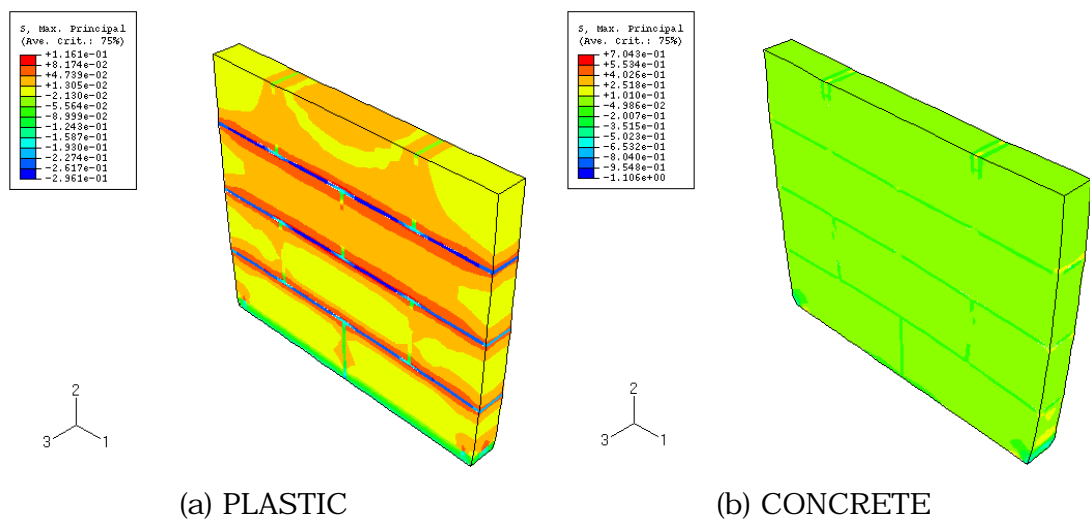 S, Max. Principal
(Ave. Crit.: 75%)
+1.161e-01
+8.174e-02
+4.739e-02
+1.305e-02
-2.130e-02
-5.564e-02
-8.999e-02
-1.243e-01
-1.587e-01
-1.930e-01
-2.274e-01
-2.617e-01
-2.961e-01
2
3
1
(a) PLASTIC
S, Max. Principal
(Ave. Crit.: 75%)
+7.043e-01
+5.534e-01
+4.026e-01
+2.518e-01
+1.010e-01
-4.986e-02
-2.007e-01
-3.515e-01
-5.023e-01
-6.532e-01
-8.040e-01
-9.548e-01
-1.106e+00
2
3
1
(b) CONCRETE